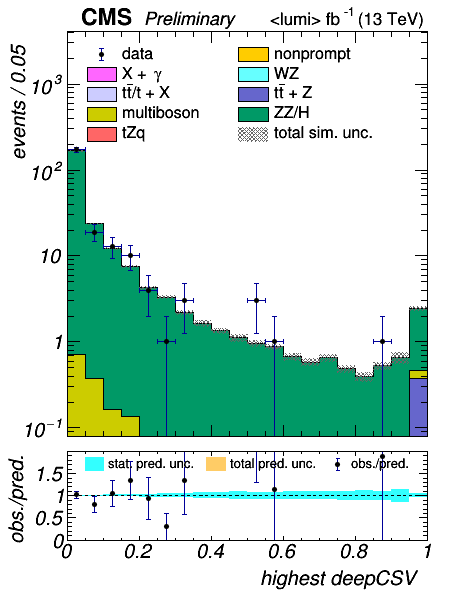 CMS Preliminary <lumi> fb⁻¹ (13 TeV)
events / 0.05
10³
10²
10
1
10⁻¹
data
X + γ
tt̄/t + X
multiboson
tZq
nonprompt
WZ
tt̄ + Z
ZZ/H
total sim. unc.
obs./pred.
1.5
1
0.5
0
stat. pred. unc. total pred. unc. obs./pred.
0 0.2 0.4 0.6 0.8 1
highest deepCSV